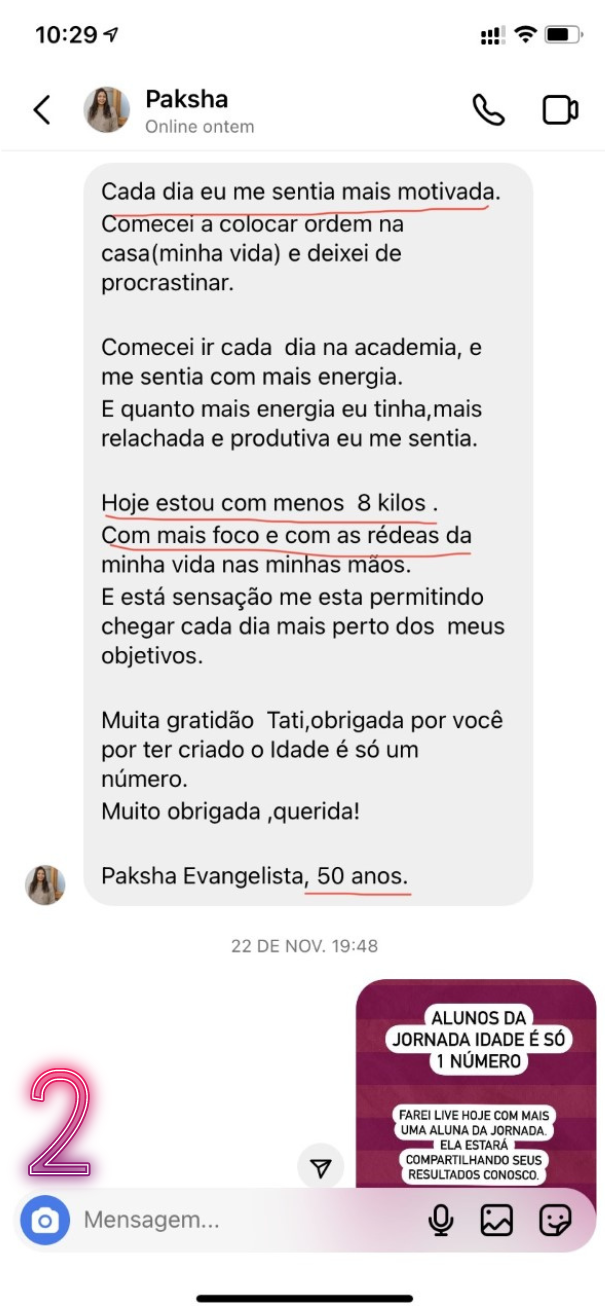 10:29
Paksha
Online ontem
Cada dia eu me sentia mais motivada.
Comecei a colocar ordem na
casa(minha vida) e deixei de
procrastinar.
Comecei ir cada  dia na academia, e
me sentia com mais energia.
E quanto mais energia eu tinha,mais
relachada e produtiva eu me sentia.
Hoje estou com menos  8 kilos .
Com mais foco e com as rédeas da
minha vida nas minhas mãos.
E está sensação me esta permitindo
chegar cada dia mais perto dos  meus
objetivos.
Muita gratidão  Tati,obrigada por você
por ter criado o Idade é só um
número.
Muito obrigada ,querida!
Paksha Evangelista, 50 anos.
22 DE NOV. 19:48
ALUNOS DA
JORNADA IDADE É SÓ
1 NÚMERO
FAREI LIVE HOJE COM MAIS
UMA ALUNA DA JORNADA.
ELA ESTARÁ
COMPARTILHANDO SEUS
RESULTADOS CONOSCO.
2
Mensagem...